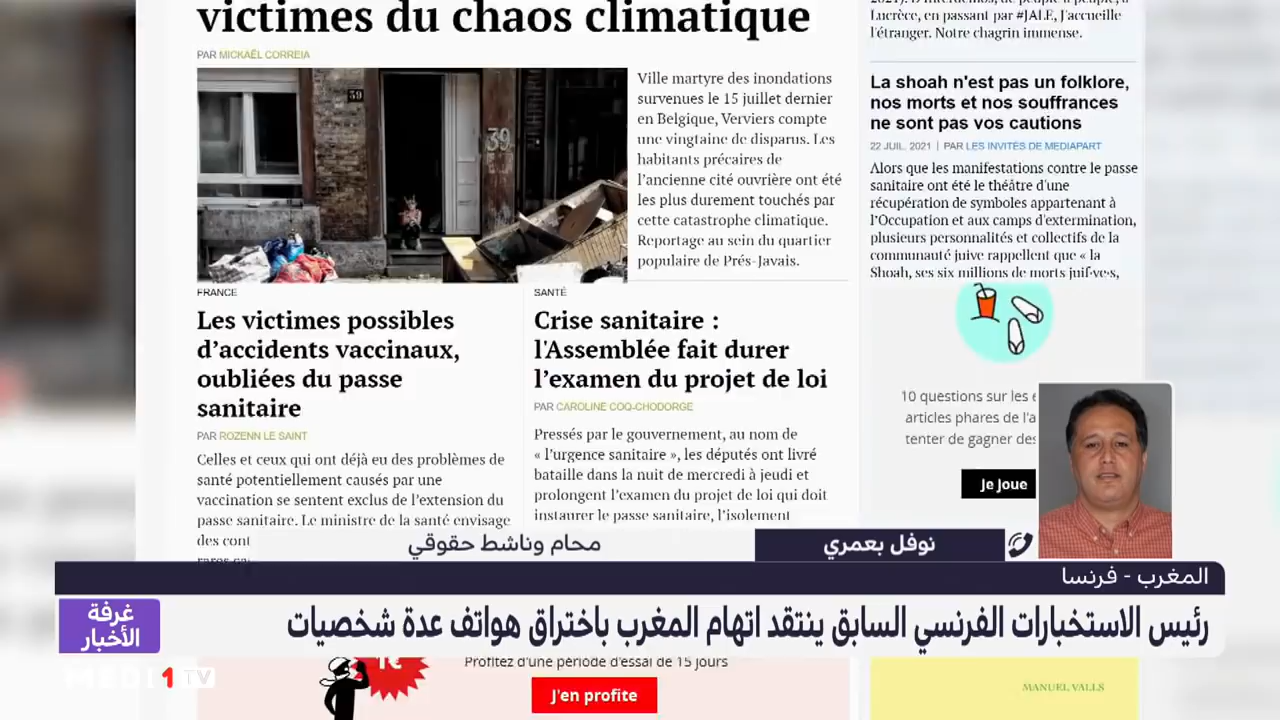 victimes du chaos climatique
PAR MICKAËL CORREIA
Ville martyre des inondations
survenues le 15 juillet dernier
en Belgique, Verviers compte
une vingtaine de disparus. Les
habitants précaires de
l'ancienne cité ouvrière ont été
les plus durement touchés par
cette catastrophe climatique.
Reportage au sein du quartier
populaire de Prés-Javais.
39
39
Lucrèce, en passant par #JALE, J'accueille
l'étranger. Notre chagrin immense.
La shoah n'est pas un folklore,
nos morts et nos souffrances
ne sont pas vos cautions
22 JUIL. 2021 | PAR LES INVITÉS DE MEDIAPART
Alors que les manifestations contre le passe
sanitaire ont été le théâtre d'une
récupération de symboles appartenant à
l'Occupation et aux camps d'extermination,
plusieurs personnalités et collectifs de la
communauté juive rappellent que « la
Shoah, ses six millions de morts juif·ves,
FRANCE
Les victimes possibles
d'accidents vaccinaux,
oubliées du passe
sanitaire
PAR ROZENN LE SAINT
Celles et ceux qui ont déjà eu des problèmes de
santé potentiellement causés par une
vaccination se sentent exclus de l'extension du
passe sanitaire. Le ministre de la santé envisage
des cont
SANTÉ
Crise sanitaire :
l'Assemblée fait durer
l'examen du projet de loi
PAR CAROLINE COQ-CHODORGE
Pressés par le gouvernement, au nom de
« l'urgence sanitaire », les députés ont livré
bataille dans la nuit de mercredi à jeudi et
prolongent l'examen du projet de loi qui doit
instaurer le passe sanitaire, l'isolement
10 questions sur les
articles phares de l'a
tenter de gagner des
Je joue
نوفل بعمري
محام وناشط حقوقي
المغرب - فرنسا
رئيس الاستخبارات الفرنسي السابق ينتقد اتهام المغرب باختراق هواتف عدة شخصيات
غرفة
الأخبار
MEDI1TV
1€
Profitez d'une période d'essai de 15 jours
J'en profite
MANUEL VALLS